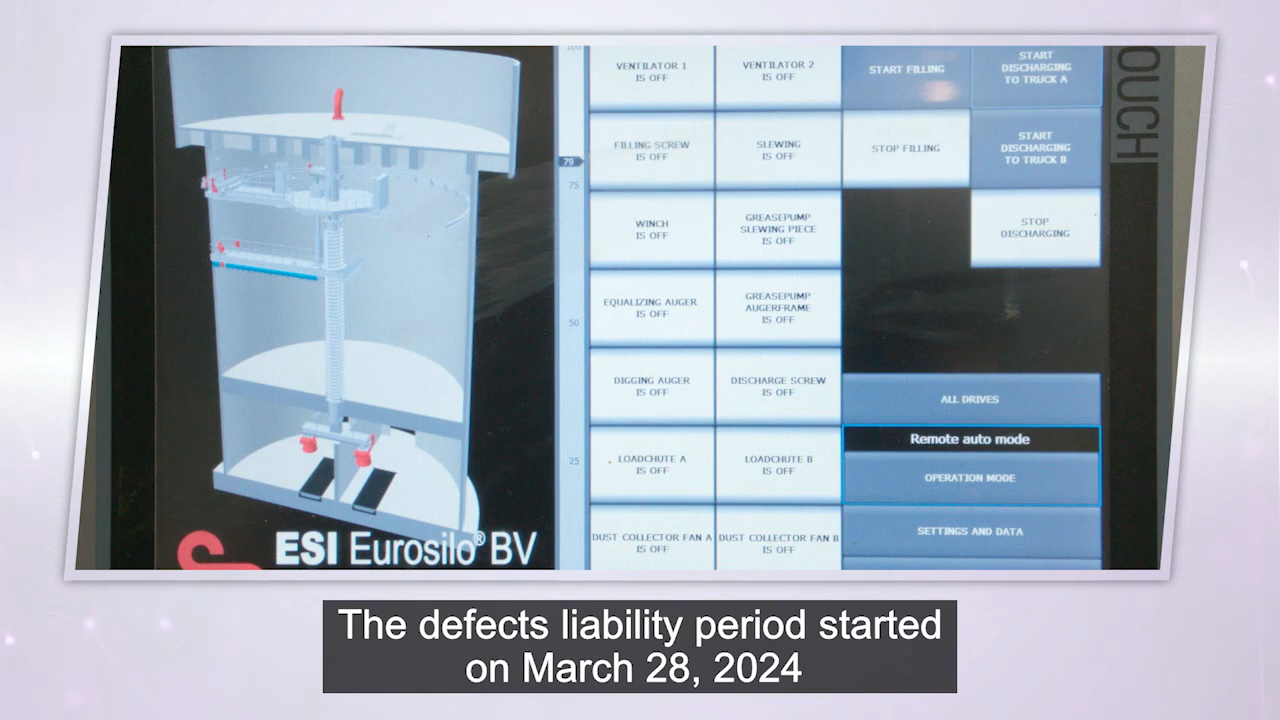 100
VENTILATOR 1
IS OFF
VENTILATOR 2
IS OFF
START FILLING
START
DISCHARGING
TO TRUCK A
OUCH
FILLING SCREW
IS OFF
SLEWING
IS OFF
STOP FILLING
START
DISCHARGING
TO TRUCK B
79
75
WINCH
IS OFF
GREASEPUMP
SLEWING PIECE
IS OFF
STOP
DISCHARGING
EQUALIZING AUGER
IS OFF
GREASEPUMP
AUGERFRAME
IS OFF
50
DIGGING AUGER
IS OFF
DISCHARGE SCREW
IS OFF
ALL DRIVES
Remote auto mode
LOADCHUTE A
IS OFF
LOADCHUTE B
IS OFF
25
OPERATION MODE
DUST COLLECTOR FAN A
IS OFF
DUST COLLECTOR FAN B
IS OFF
SETTINGS AND DATA
ESI Eurosilo® BV
The defects liability period started
on March 28, 2024